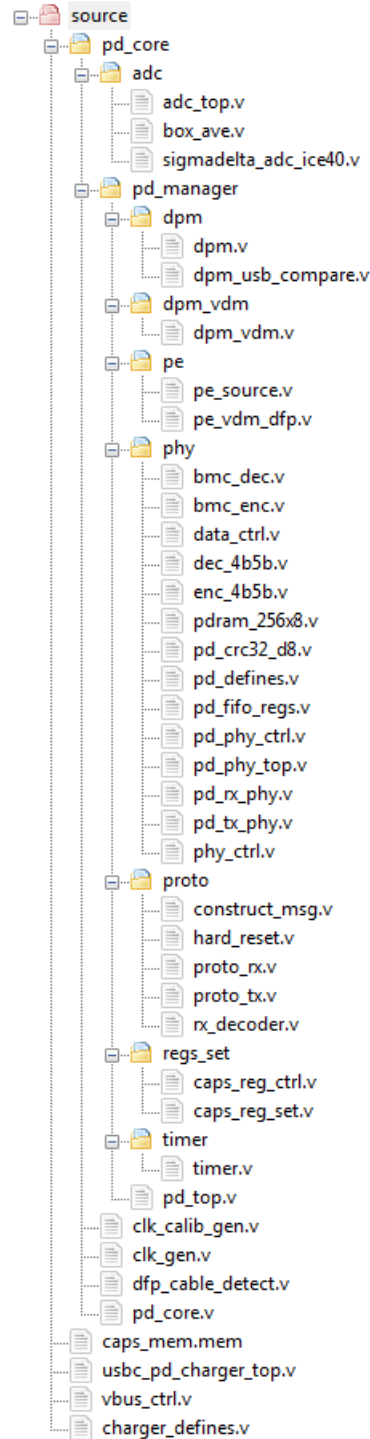 source
pd_core
adc
adc_top.v
box_ave.v
sigmadelta_adc_ice40.v
pd_manager
dpm
dpm.v
dpm_usb_compare.v
dpm_vdm
dpm_vdm.v
pe
pe_source.v
pe_vdm_dfp.v
phy
bmc_dec.v
bmc_enc.v
data_ctrl.v
dec_4b5b.v
enc_4b5b.v
pdram_256x8.v
pd_crc32_d8.v
pd_defines.v
pd_fifo_regs.v
pd_phy_ctrl.v
pd_phy_top.v
pd_rx_phy.v
pd_tx_phy.v
phy_ctrl.v
proto
construct_msg.v
hard_reset.v
proto_rx.v
proto_tx.v
rx_decoder.v
regs_set
caps_reg_ctrl.v
caps_reg_set.v
timer
timer.v
pd_top.v
clk_calib_gen.v
clk_gen.v
dfp_cable_detect.v
pd_core.v
caps_mem.mem
usbc_pd_charger_top.v
vbus_ctrl.v
charger_defines.v